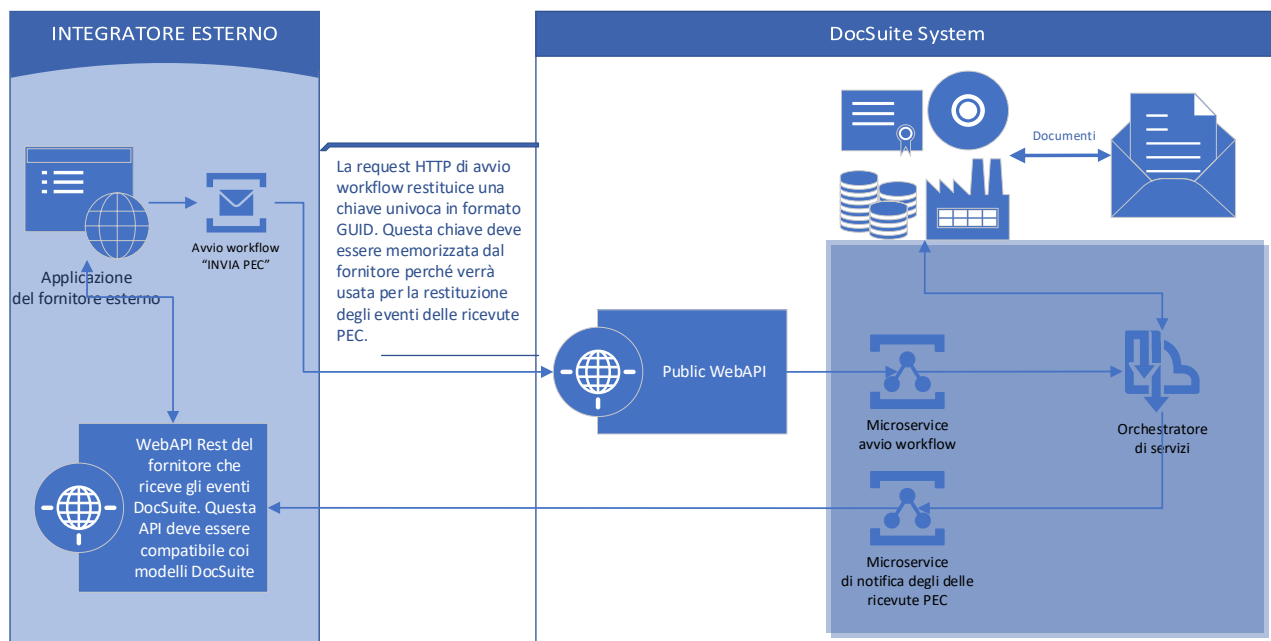 INTEGRATORE ESTERNO
DocSuite System
Documenti
La request HTTP di avvio
workflow restituice una
chiave univoca in formato
GUID. Questa chiave deve
essere memorizzata dal
fornitore perché verrà
usata per la restituzione
degli eventi delle ricevute
PEC.
Avvio workflow
“INVIA PEC”
Applicazione
del fornitore esterno
Public WebAPI
Microservice
avvio workflow
Orchestratore
di servizi
WebAPI Rest del
fornitore che
riceve gli eventi
DocSuite. Questa
API deve essere
compatibile coi
modelli DocSuite
Microservice
di notifica degli delle
ricevute PEC